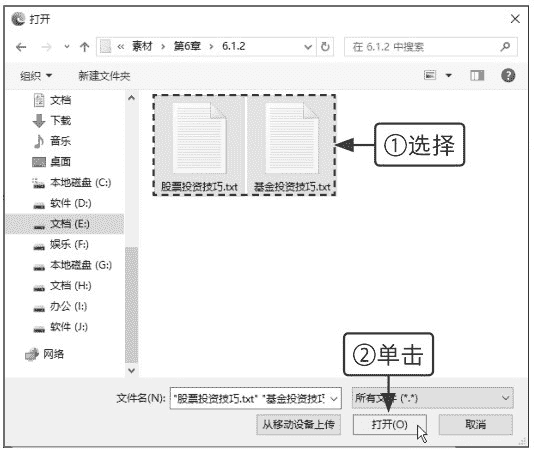 打开
« 素材 › 第6章 › 6.1.2
在 6.1.2 中搜索
组织 新建文件夹
文档
下载
音乐
桌面
本地磁盘 (C:)
软件 (D:)
文档 (E:)
娱乐 (F:)
本地磁盘 (G:)
文档 (H:)
办公 (I:)
软件 (J:)
网络
股票投资技巧.txt 基金投资技巧.txt
①选择
②单击
文件名(N): "股票投资技巧.txt" "基金投资技 所有文件 (*.*)
从移动设备上传 打开(O) 取消